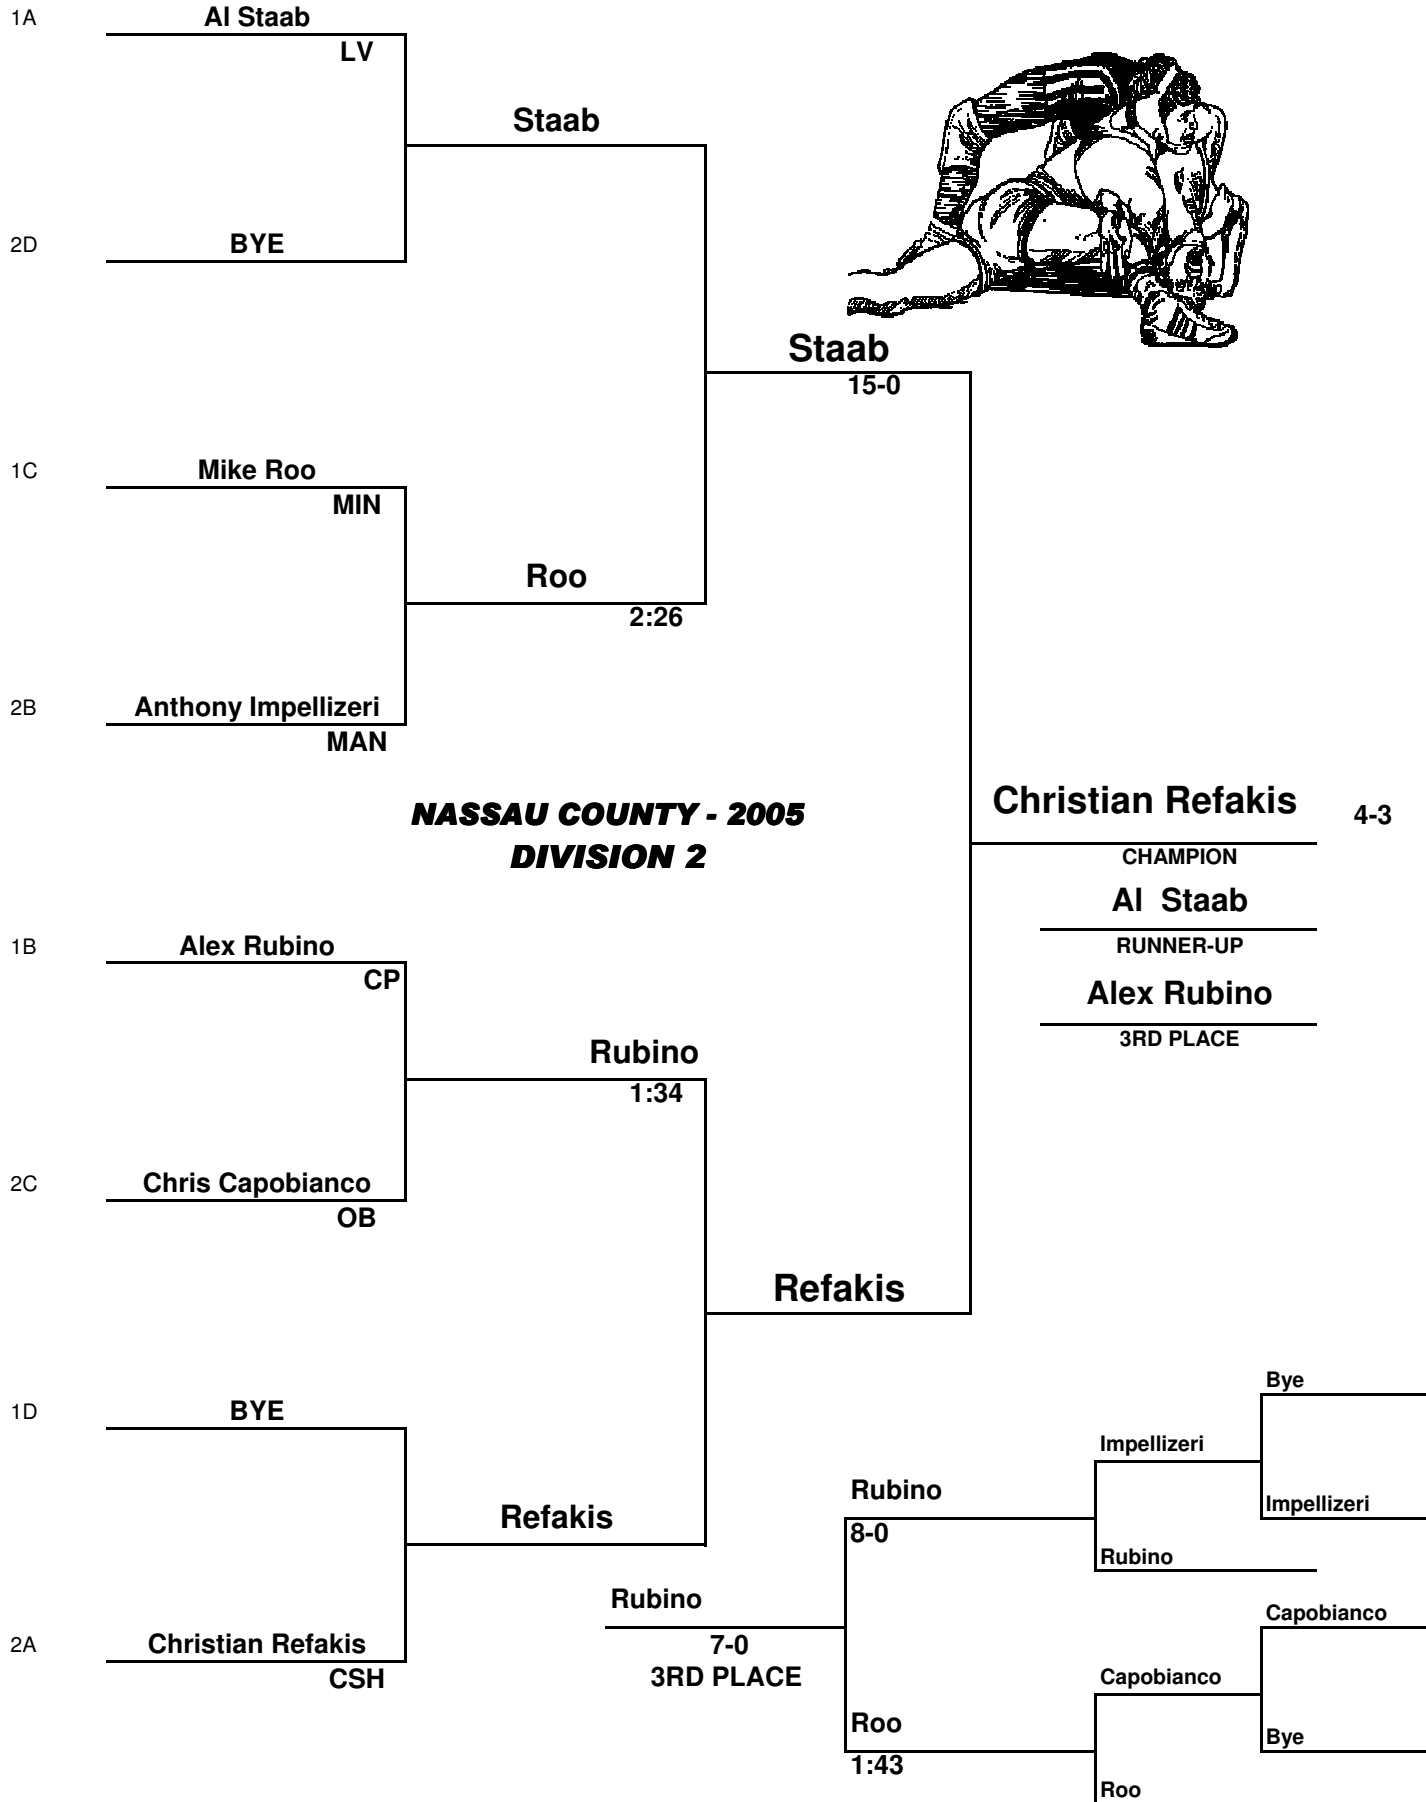 1A
Al Staab
LV
Staab
2D
BYE
Staab
15-0
1C
Mike Roo
MIN
Roo
2:26
2B
Anthony Impellizeri
MAN
NASSAU COUNTY - 2005
DIVISION 2
Christian Refakis 4-3
CHAMPION
Al Staab
RUNNER-UP
Alex Rubino
3RD PLACE
1B
Alex Rubino
CP
Rubino
1:34
2C
Chris Capobianco
OB
Refakis
1D
BYE
Refakis
2A
Christian Refakis
CSH
Bye
Impellizeri
Rubino
8-0
Impellizeri
Rubino
Rubino
7-0
3RD PLACE
Capobianco
Capobianco
Roo
1:43
Bye
Roo